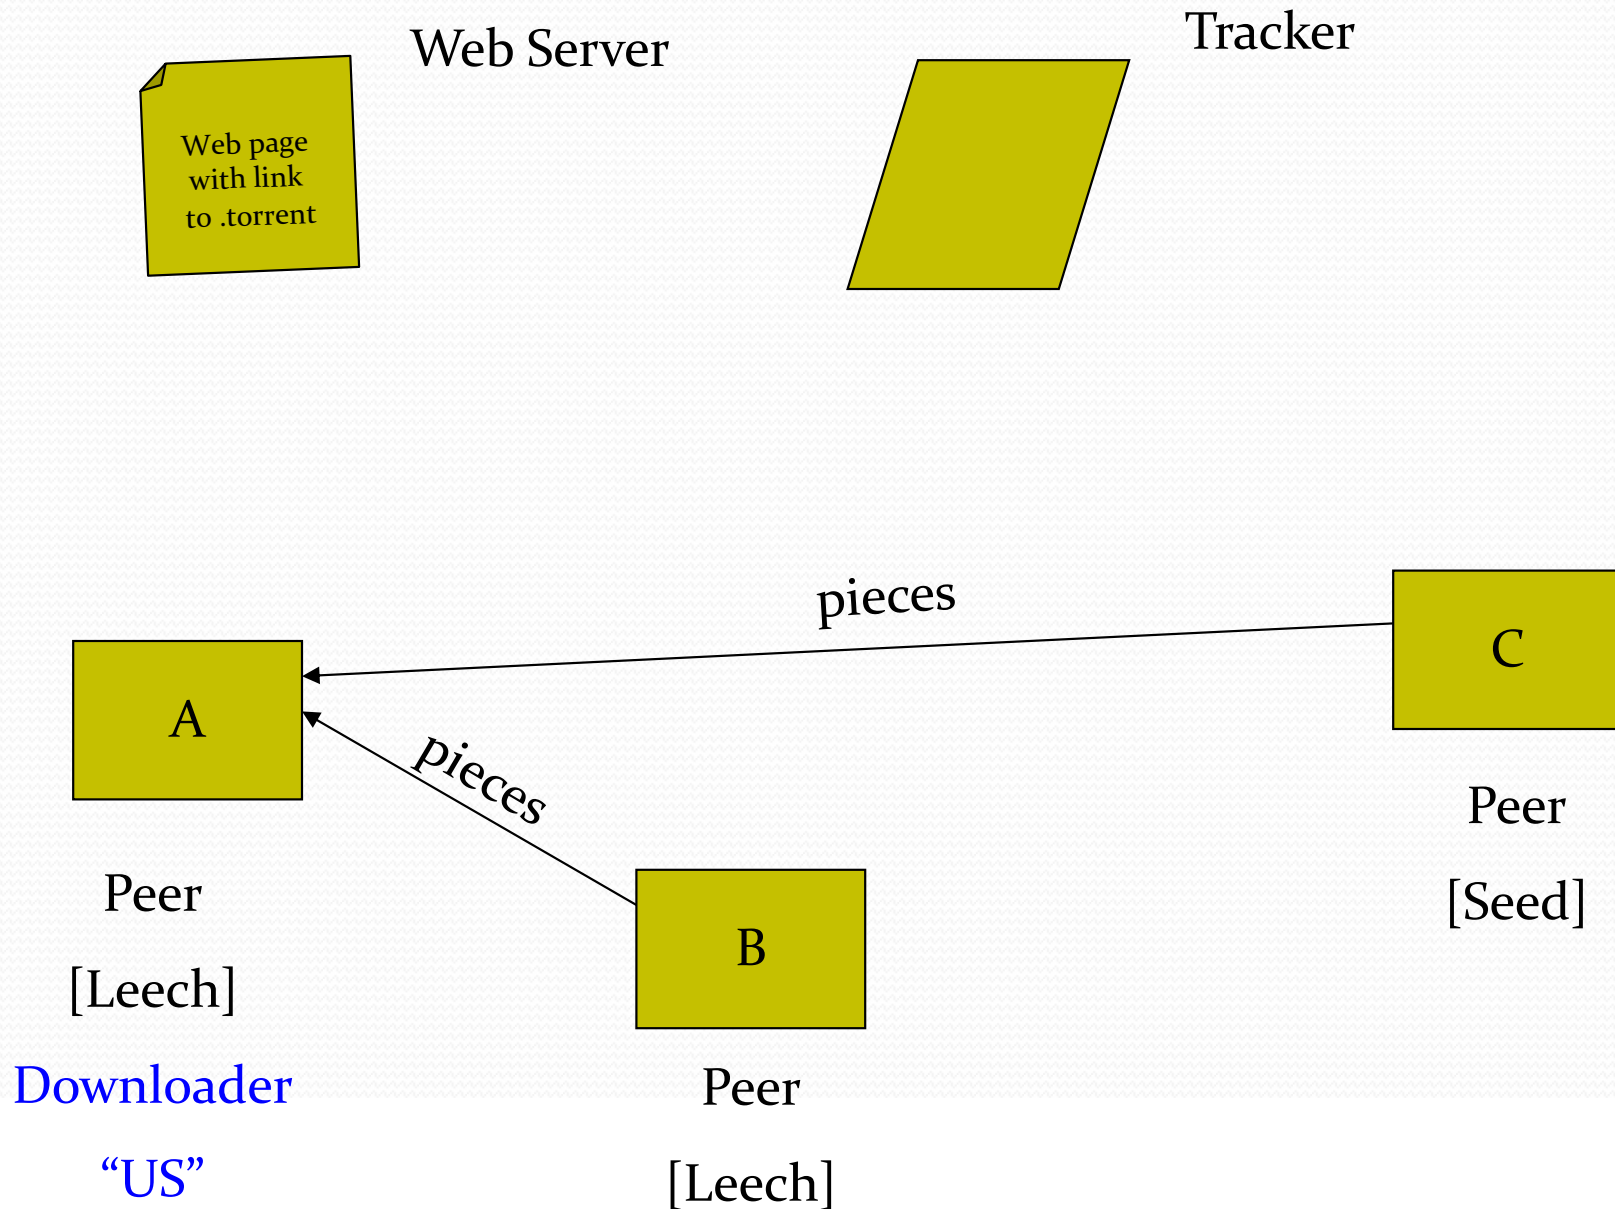 Web Server
Tracker
Web page
with link
to .torrent
pieces
C
A
pieces
Peer
[Seed]
Peer
[Leech]
Downloader
“US”
B
Peer
[Leech]